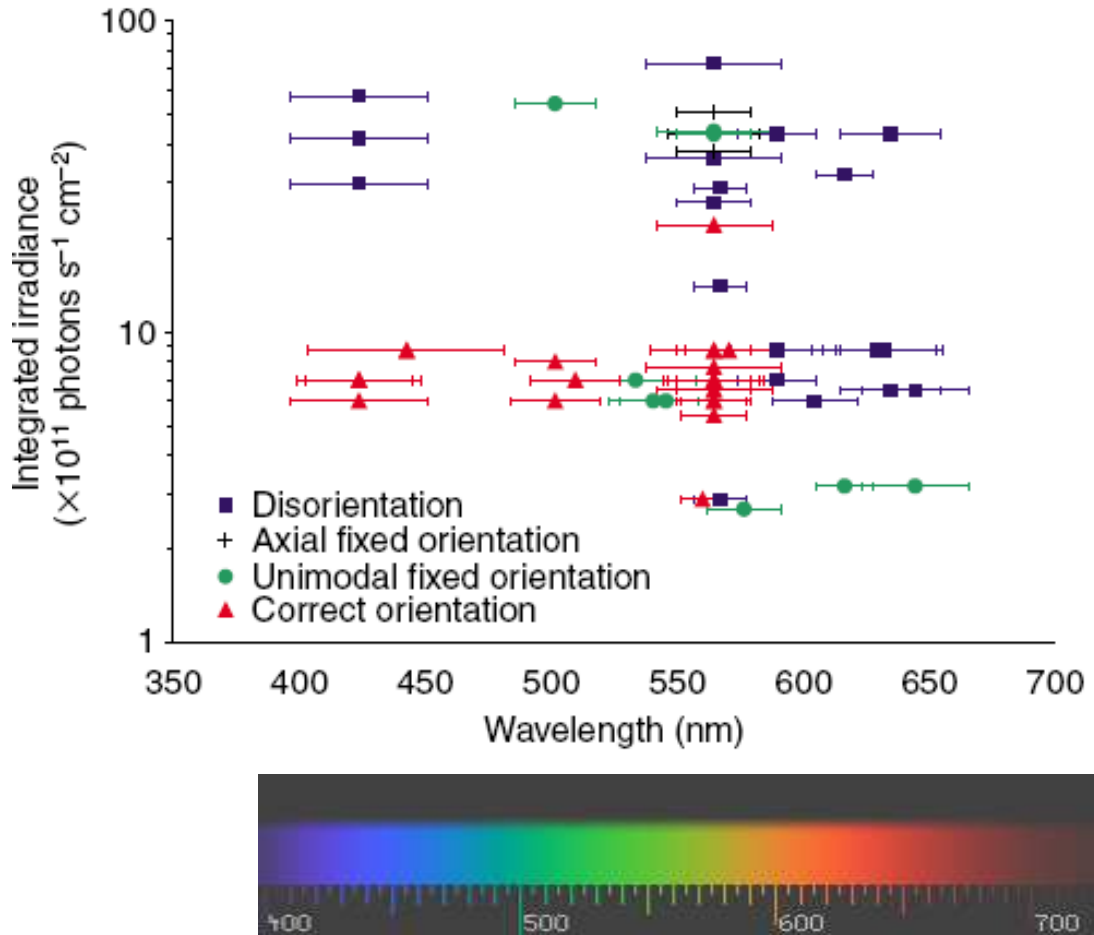 100
10
1
Integrated irradiance
(×10¹¹ photons s⁻¹ cm⁻²)
Disorientation
Axial fixed orientation
Unimodal fixed orientation
Correct orientation
350 400 450 500 550 600 650 700
Wavelength (nm)
400 500 600 700